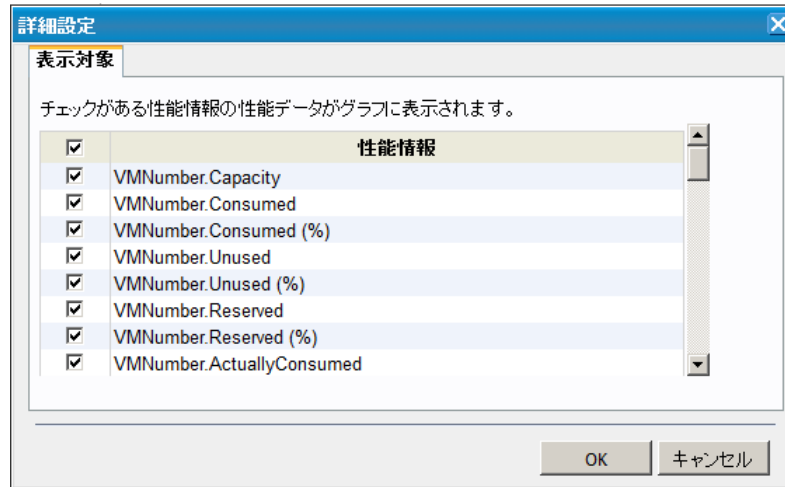 詳細設定
表示対象
チェックがある性能情報の性能データがグラフに表示されます。
性能情報
VMNumber.Capacity
VMNumber.Consumed
VMNumber.Consumed (%)
VMNumber.Unused
VMNumber.Unused (%)
VMNumber.Reserved
VMNumber.Reserved (%)
VMNumber.ActuallyConsumed
OK キャンセル